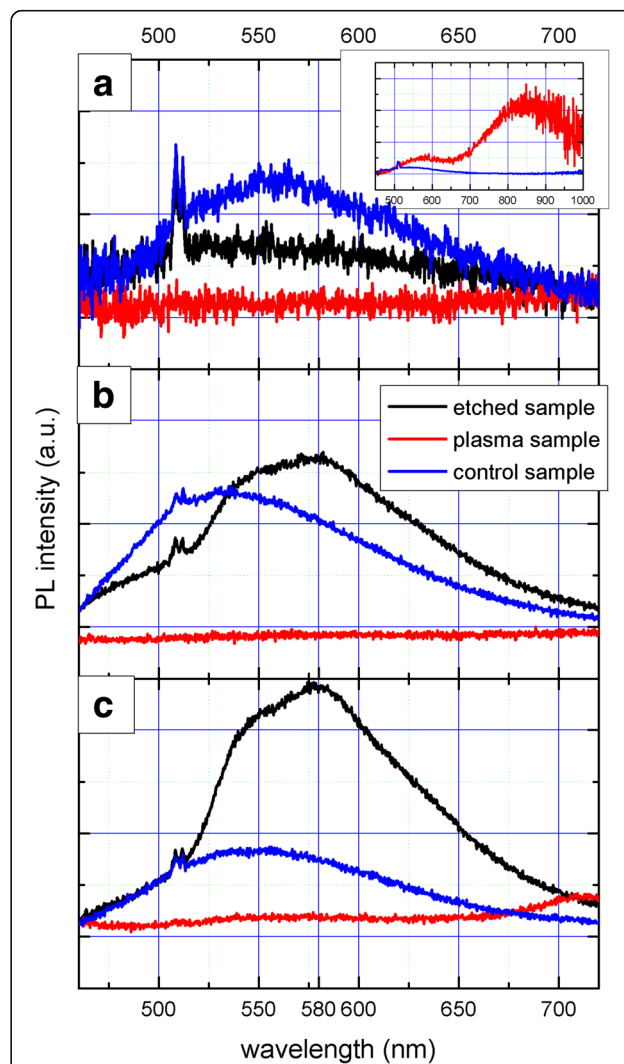 500 550 600 650 700
a
500 600 700 800 900 1000
b
etched sample
plasma sample
control sample
PL intensity (a.u.)
c
500 550 580 600 650 700
wavelength (nm)